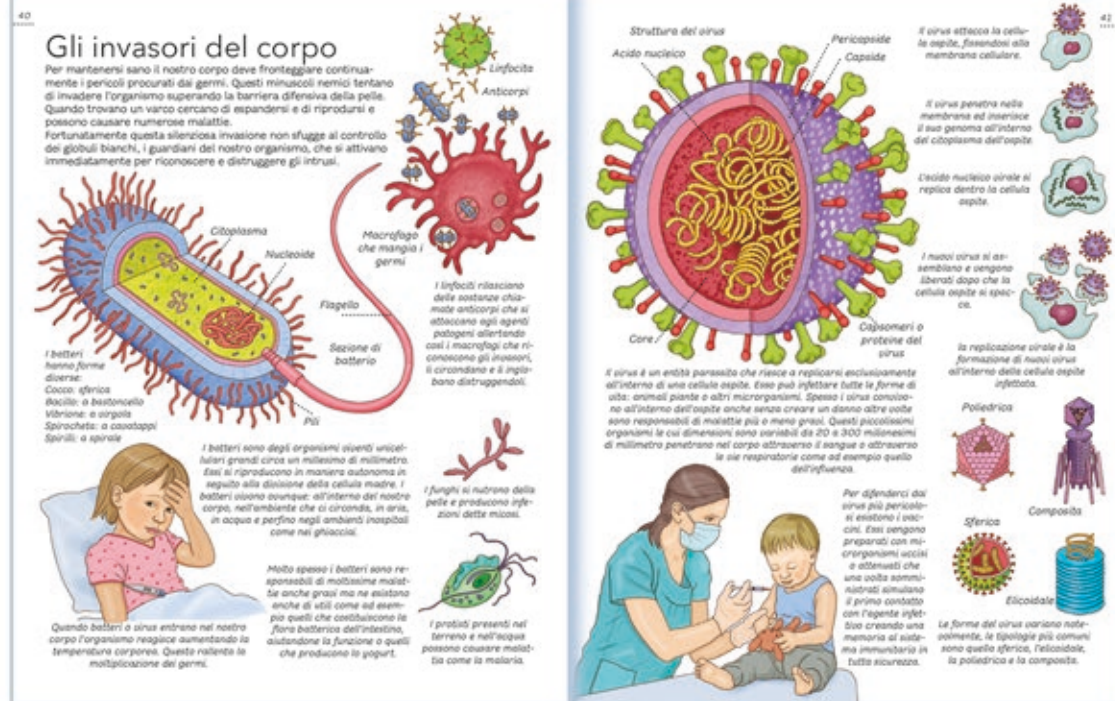 40
Gli invasori del corpo
Per mantenersi sano il nostro corpo deve fronteggiare continua-
mente i pericoli procurati dai germi. Questi minuscoli nemici tentano
di invadere l'organismo superando la barriera difensiva della pelle.
Quando trovano un varco cercano di espandersi e di riprodursi e
possono causare numerose malattie.
Fortunatamente questa silenziosa invasione non sfugge al controllo
dei globuli bianchi, i guardiani del nostro organismo, che si attivano
immediatamente per riconoscere e distruggere gli intrusi.
Linfocita
Anticorpi
Macrofago
che mangia i
germi
Citoplasma
Nucleoide
Flagello
Sezione di
batterio
Pili
I linfociti rilasciano
delle sostanze chia-
mate anticorpi che si
attaccano agli agenti
patogeni allertando
così i macrofagi che ri-
conoscono gli invasori,
li circondano e li inglo-
bano distruggendoli.
I batteri
hanno forme
diverse:
Cocco: sferica
Bacillo: a bastoncello
Vibrione: a virgola
Spirocheta: a cavatappi
Spirilli: a spirale
I batteri sono degli organismi viventi unicel-
lulari grandi circa un millesimo di millimetro.
Essi si riproducono in maniera autonoma in
seguito alla divisione della cellula madre. I
batteri vivono ovunque: all'interno del nostro
corpo, nell'ambiente che ci circonda, in aria,
in acqua e perfino negli ambienti inospitali
come nei ghiacciai.
I funghi si nutrono della
pelle e producono infe-
zioni dette micosi.
Molto spesso i batteri sono re-
sponsabili di moltissime malat-
tie anche gravi ma ne esistono
anche di utili come ad esem-
pio quelli che costituiscono la
flora batterica dell'intestino,
aiutandone la funzione o quelli
che producono lo yogurt.
I protisti presenti nel
terreno e nell'acqua
possono causare malat-
tie come la malaria.
Quando batteri o virus entrano nel nostro
corpo l'organismo reagisce aumentando la
temperatura corporea. Questo rallenta la
moltiplicazione dei germi.
41
Struttura del virus
Acido nucleico
Pericapside
Capside
Core
Capsomeri o
proteine del
virus
Il virus attacca la cellu-
la ospite, fissandosi alla
membrana cellulare.
Il virus penetra nella
membrana ed inserisce
il suo genoma all'interno
del citoplasma dell'ospite
L'acido nucleico virale si
replica dentro la cellula
ospite.
I nuovi virus si as-
semblano e vengono
liberati dopo che la
cellula ospite si spac-
ca.
la replicazione virale è la
formazione di nuovi virus
all'interno della cellula ospite
infettata.
Il virus è un entità parassita che riesce a replicarsi esclusivamente
all'interno di una cellula ospite. Esso può infettare tutte le forme di
vita: animali piante o altri microrganismi. Spesso i virus convivo-
no all'interno dell'ospite anche senza creare un danno altre volte
sono responsabili di malattie più o meno gravi. Questi piccolissimi
organismi le cui dimensioni sono variabili da 20 a 300 milionesimi
di millimetro penetrano nel corpo attraverso il sangue o attraverso
le vie respiratorie come ad esempio quello
dell'influenza.
Poliedrica
Composita
Sferica
Elicoidale
Per difenderci dai
virus più pericolo-
si esistono i vac-
cini. Essi vengono
preparati con mi-
crorganismi uccisi
o attenuati che
una volta sommi-
nistrati simulano
il primo contatto
con l'agente infet-
tivo creando una
memoria al siste-
ma immunitario in
tutta sicurezza.
Le forme del virus variano note-
volmente, le tipologie più comuni
sono quella sferica, l'elicoidale,
la poliedrica e la composita.